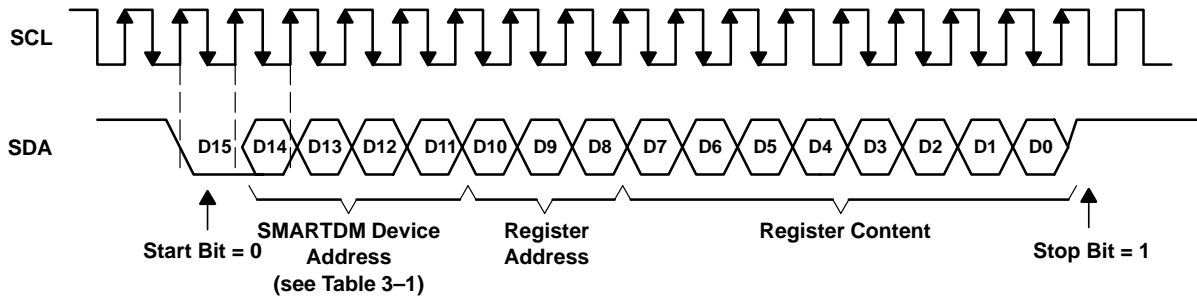 SCL
SDA
D15 D14 D13 D12 D11 D10 D9 D8 D7 D6 D5 D4 D3 D2 D1 D0
Start Bit = 0
SMARTDM Device
Address
(see Table 3–1)
Register
Address
Register Content
Stop Bit = 1